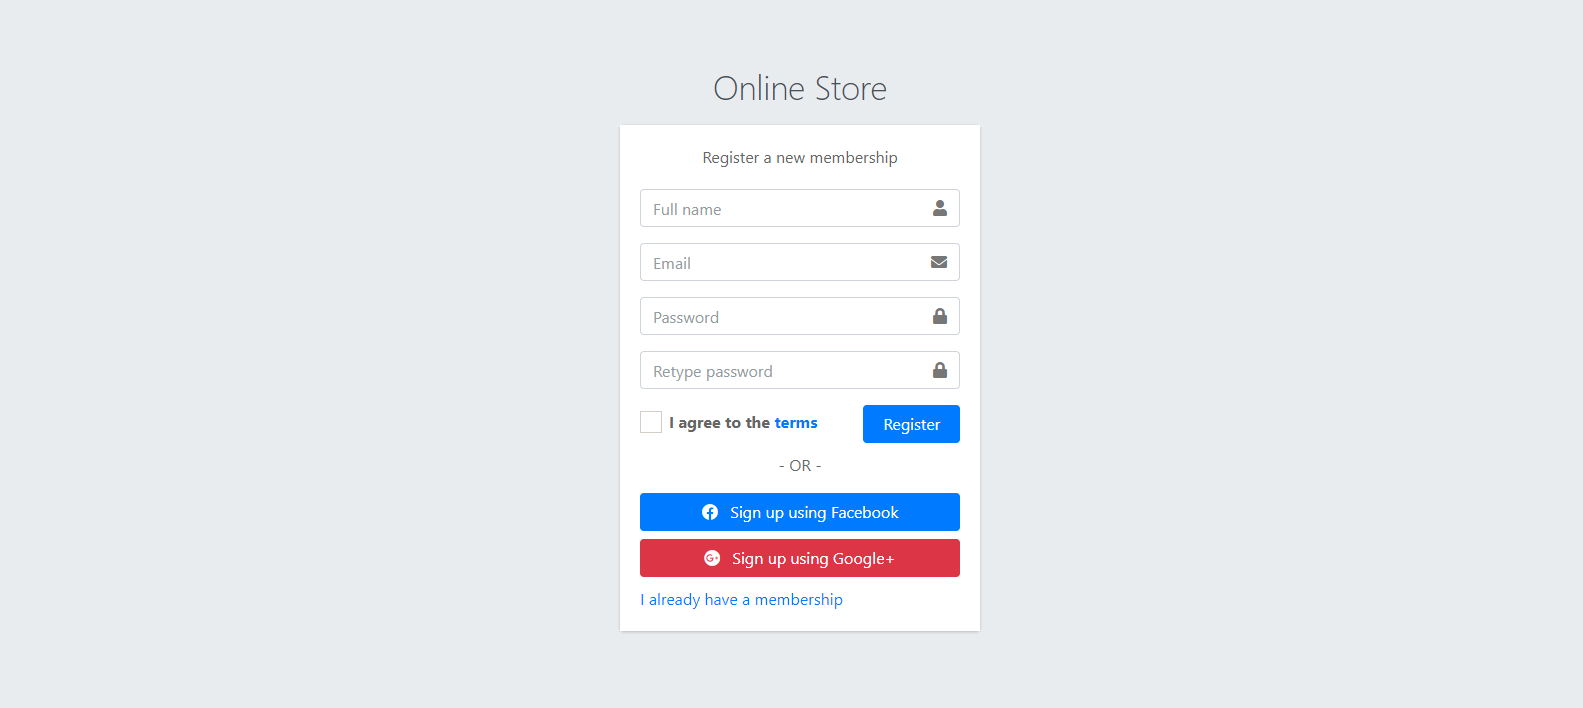 Online Store
Register a new membership
Full name
Email
Password
Retype password
I agree to the terms
Register
- OR -
Sign up using Facebook
Sign up using Google+
I already have a membership